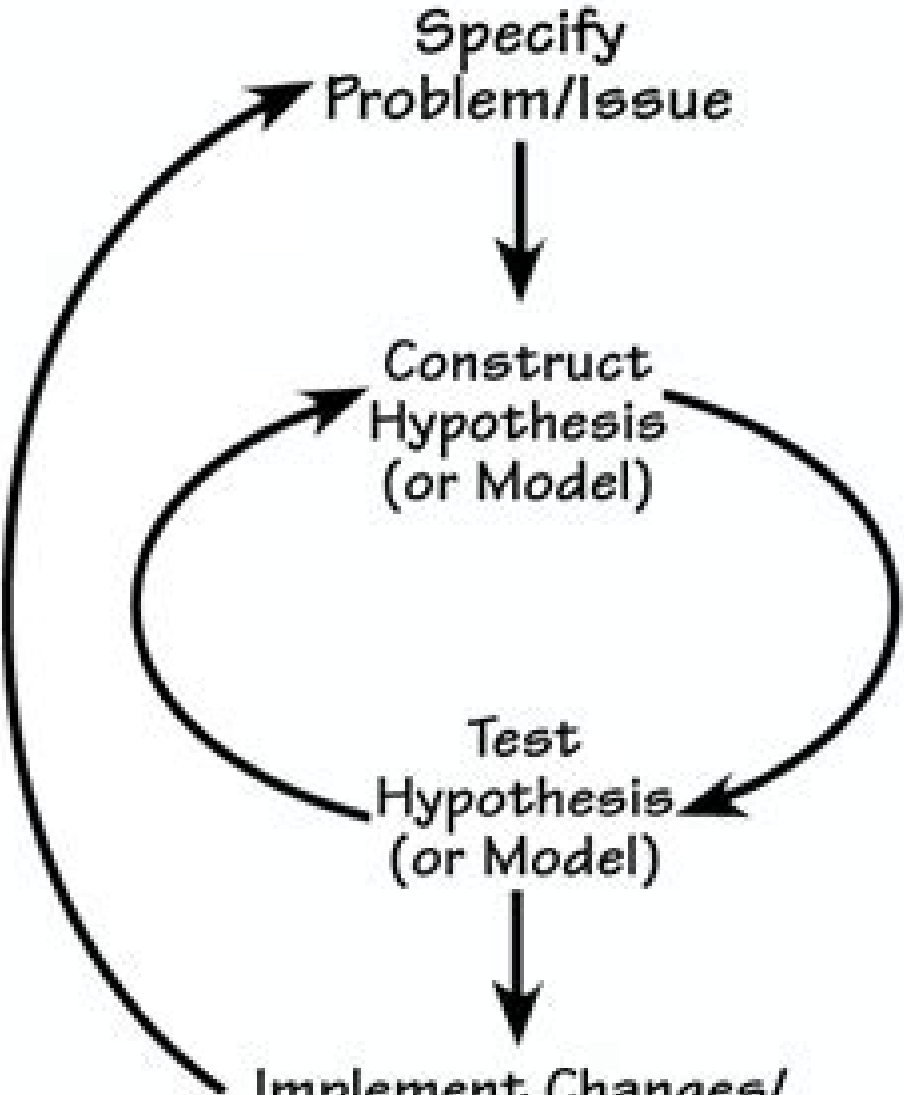 Specify
Problem/Issue
Construct
Hypothesis
(or Model)
Test
Hypothesis
(or Model)
Implement Changes/